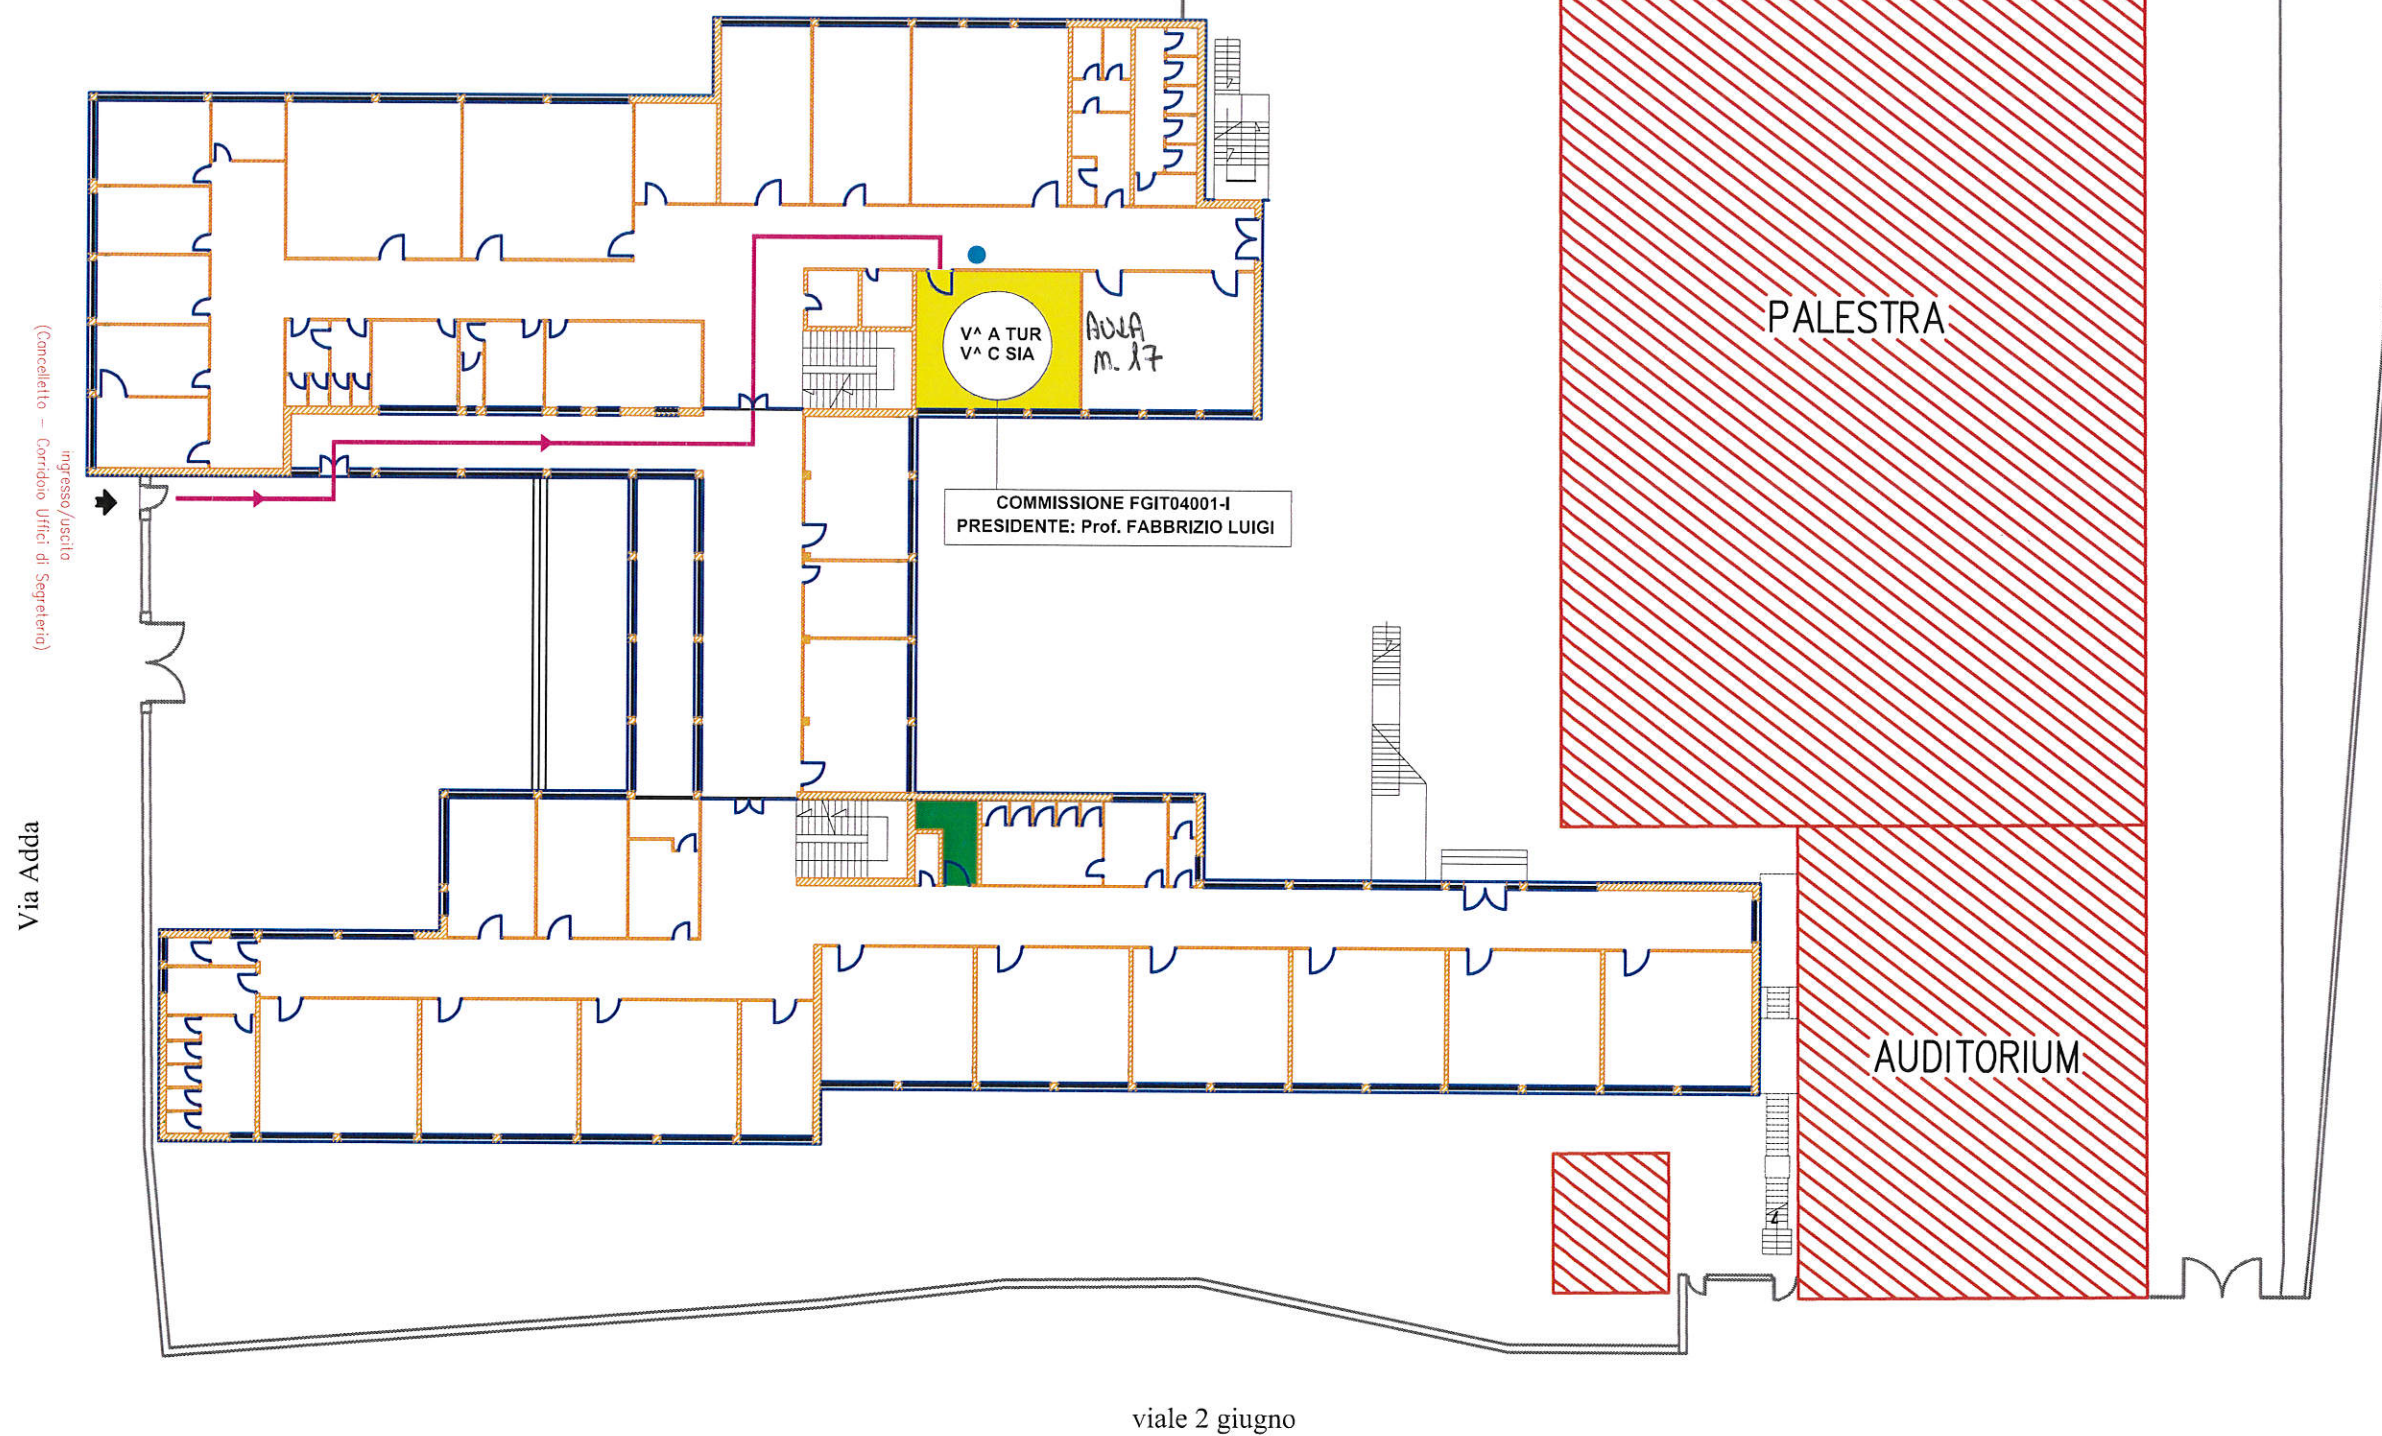 PALESTRA
V^ A TUR
V^ C SIA
AULA
N. 17
COMMISSIONE FGIT04001-I
PRESIDENTE: Prof. FABBRIZIO LUIGI
ingresso/uscita
(Cancelletto – Corridoio Uffici di Segreteria)
Via Adda
AUDITORIUM
viale 2 giugno